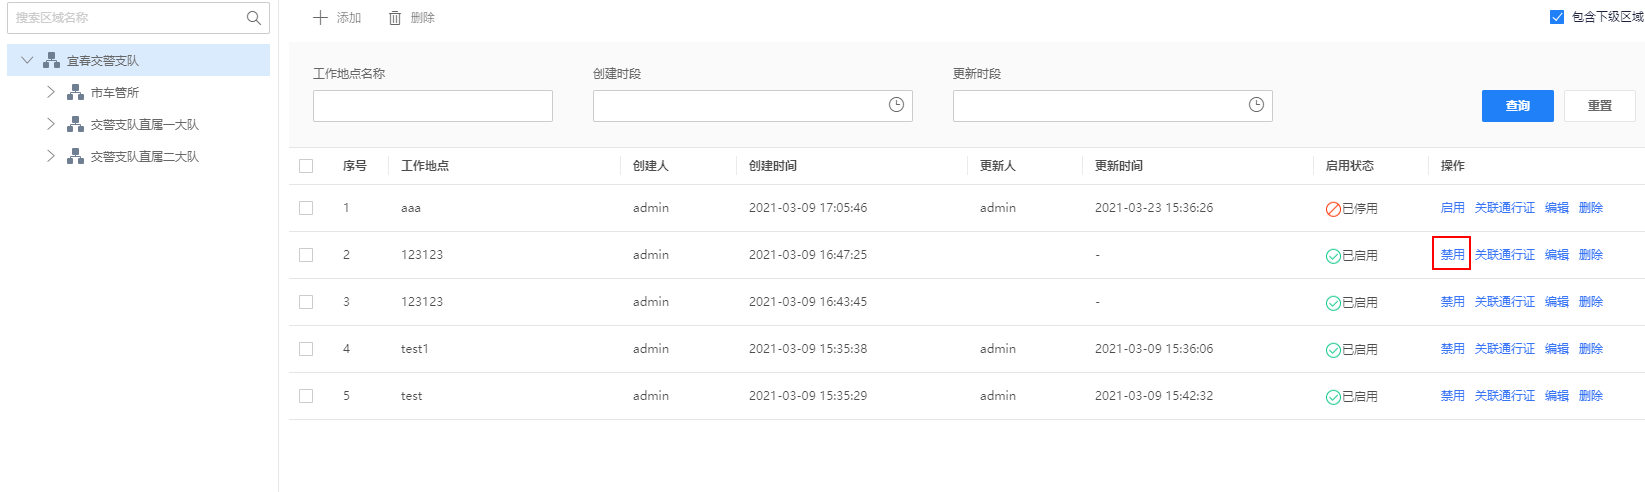 搜索区域名称
宜春交警支队
市车管所
交警支队直属一大队
交警支队直属二大队
添加 删除 包含下级区域
工作地点名称 创建时段 更新时段
查询 重置
序号 工作地点 创建人 创建时间 更新人 更新时间 启用状态 操作
1 aaa admin 2021-03-09 17:05:46 admin 2021-03-23 15:36:26 已停用 启用 关联通行证 编辑 删除
2 123123 admin 2021-03-09 16:47:25 - 已启用 禁用 关联通行证 编辑 删除
3 123123 admin 2021-03-09 16:43:45 - 已启用 禁用 关联通行证 编辑 删除
4 test1 admin 2021-03-09 15:35:38 admin 2021-03-09 15:36:06 已启用 禁用 关联通行证 编辑 删除
5 test admin 2021-03-09 15:35:29 admin 2021-03-09 15:42:32 已启用 禁用 关联通行证 编辑 删除